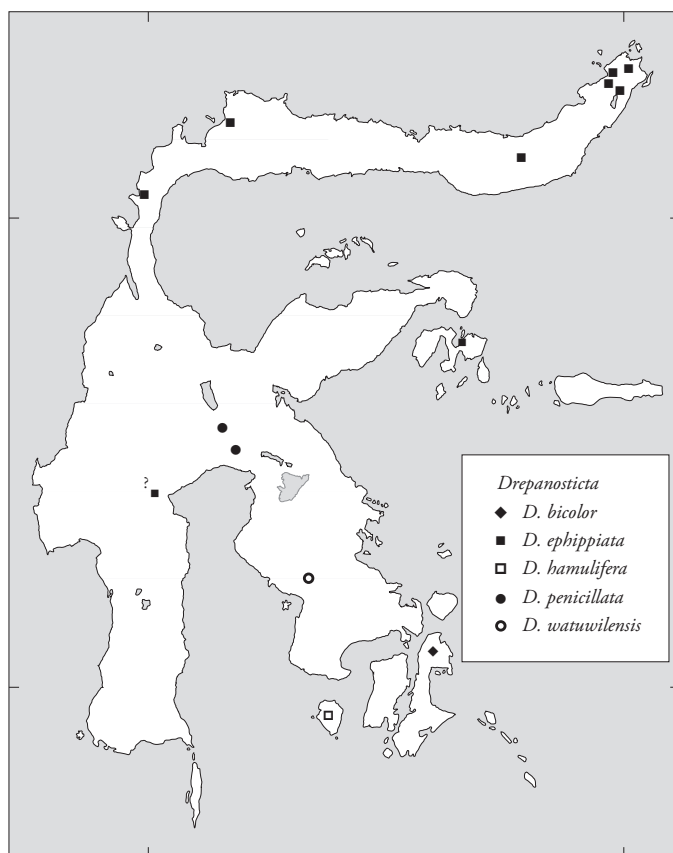 ?
Drepanosticta
D. bicolor
D. ephippiata
D. hamulifera
D. penicillata
D. watuwilensis